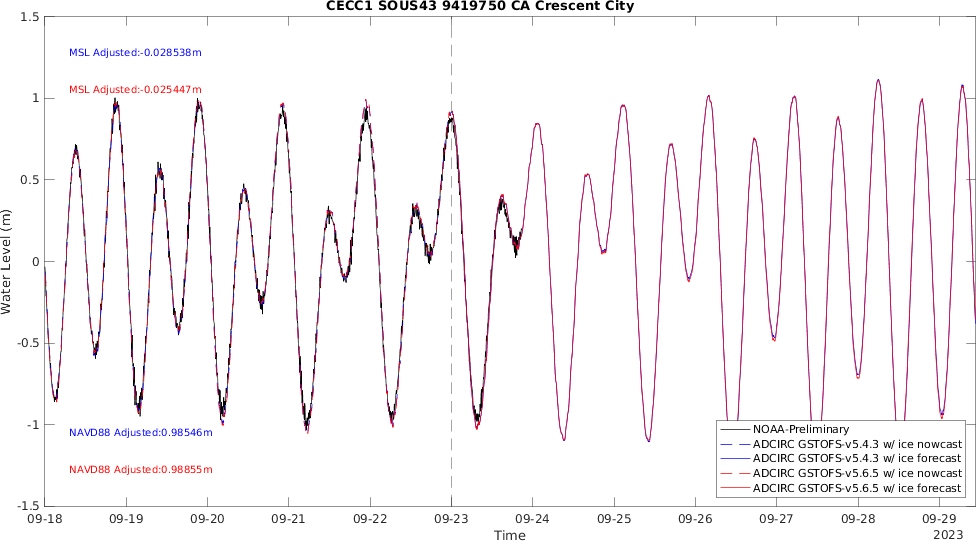 CECC1 SOUS43 9419750 CA Crescent City
1.5
1
0.5
0
-0.5
-1
-1.5
Water Level (m)
MSL Adjusted:-0.028538m
MSL Adjusted:-0.025447m
NAVD88 Adjusted:0.98546m
NAVD88 Adjusted:0.98855m
NOAA-Preliminary
ADCIRC GSTOFS-v5.4.3 w/ ice nowcast
ADCIRC GSTOFS-v5.4.3 w/ ice forecast
ADCIRC GSTOFS-v5.6.5 w/ ice nowcast
ADCIRC GSTOFS-v5.6.5 w/ ice forecast
09-18 09-19 09-20 09-21 09-22 09-23 09-24 09-25 09-26 09-27 09-28 09-29
Time
2023